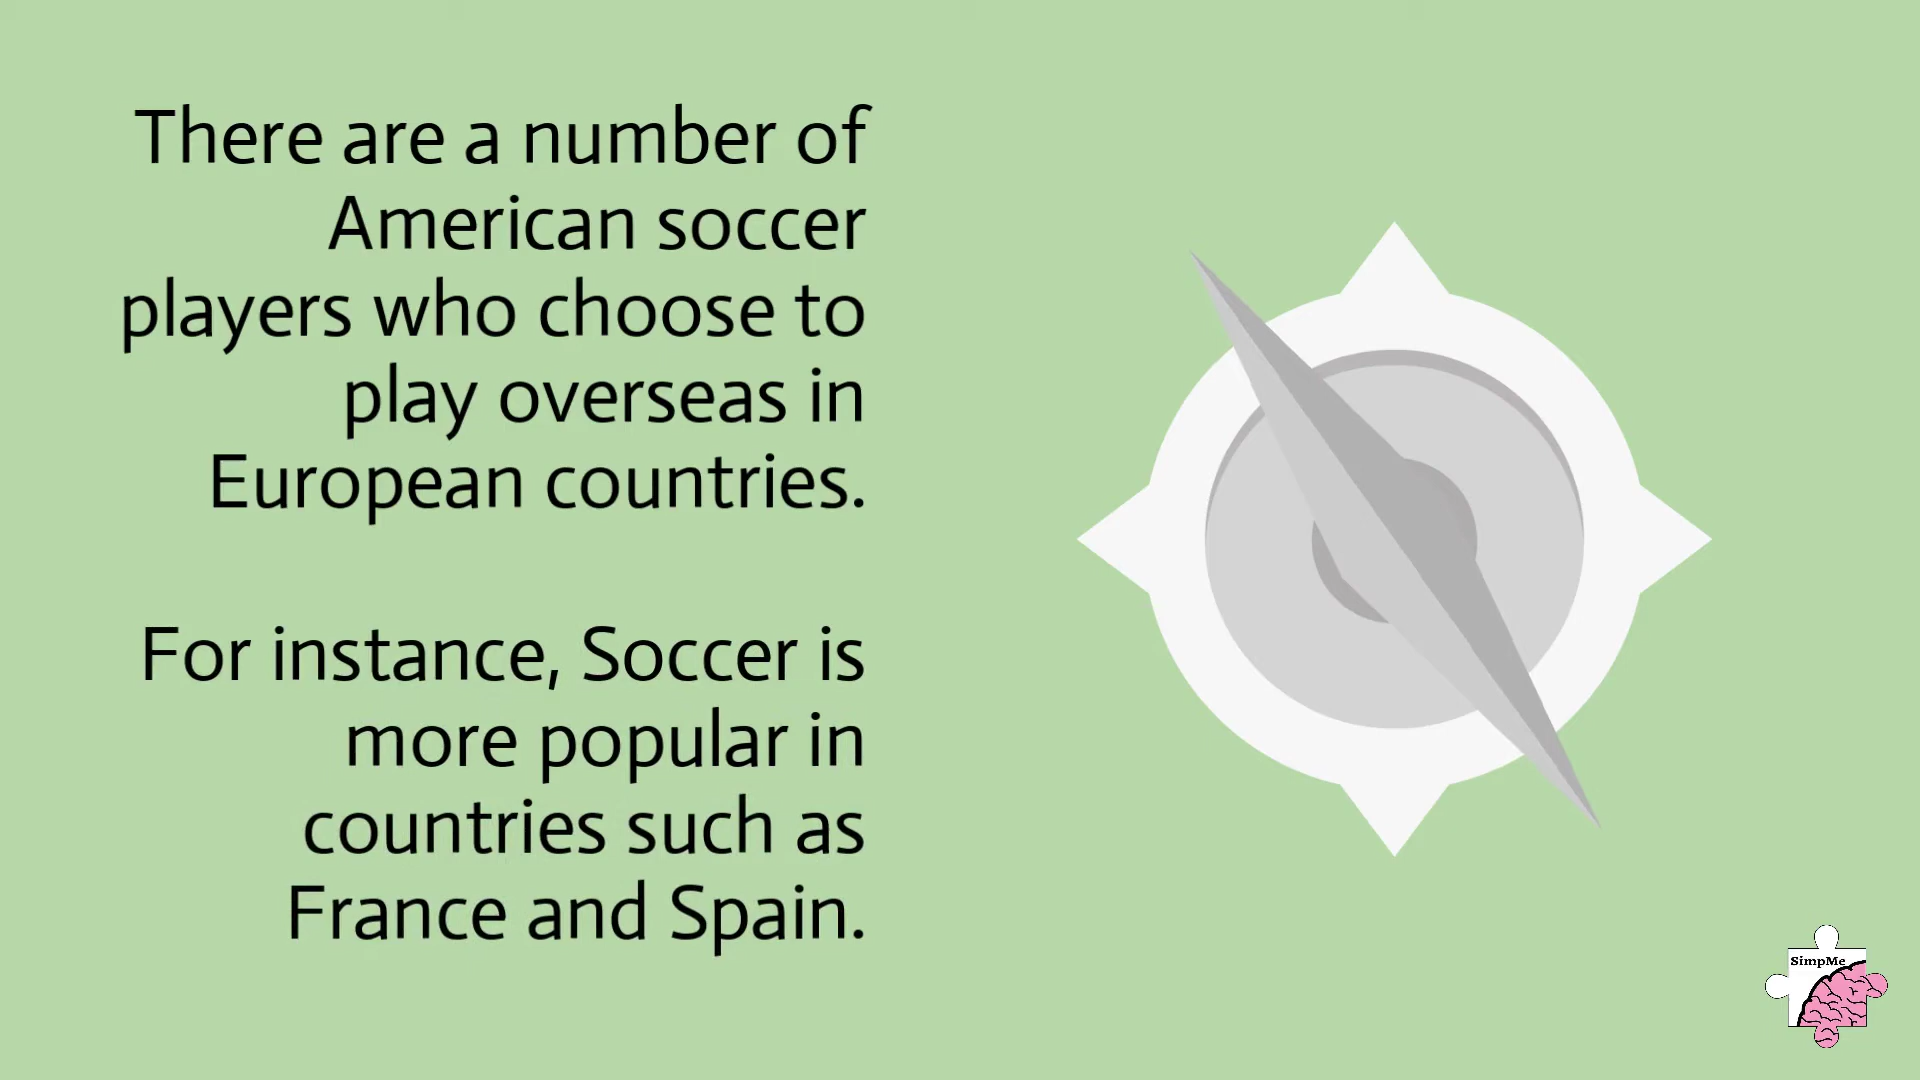 There are a number of
American soccer
players who choose to
play overseas in
European countries.
For instance, Soccer is
more popular in
countries such as
France and Spain.
SimpMe